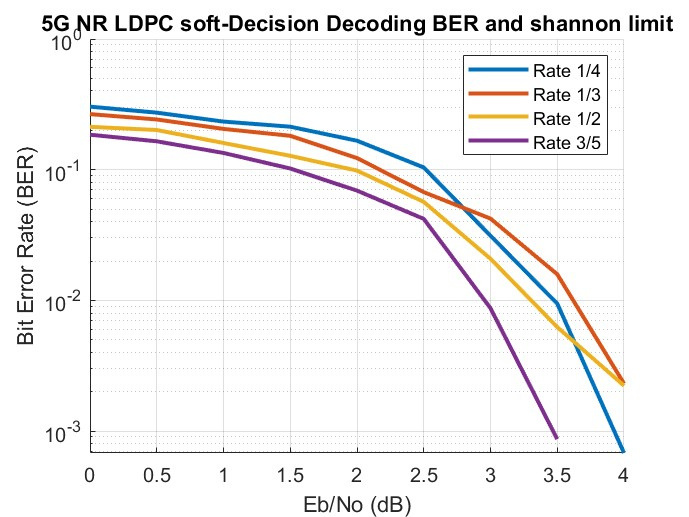 5G NR LDPC soft-Decision Decoding BER and shannon limit
10^0
Rate 1/4
Rate 1/3
Rate 1/2
Rate 3/5
10^-1
Bit Error Rate (BER)
10^-2
10^-3
0 0.5 1 1.5 2 2.5 3 3.5 4
Eb/No (dB)